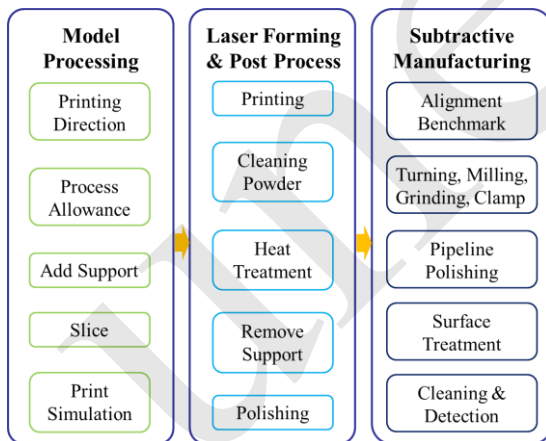 Model
Processing
Printing
Direction
Process
Allowance
Add Support
Slice
Print
Simulation
Laser Forming
& Post Process
Printing
Cleaning
Powder
Heat
Treatment
Remove
Support
Polishing
Subtractive
Manufacturing
Alignment
Benchmark
Turning, Milling,
Grinding, Clamp
Pipeline
Polishing
Surface
Treatment
Cleaning &
Detection